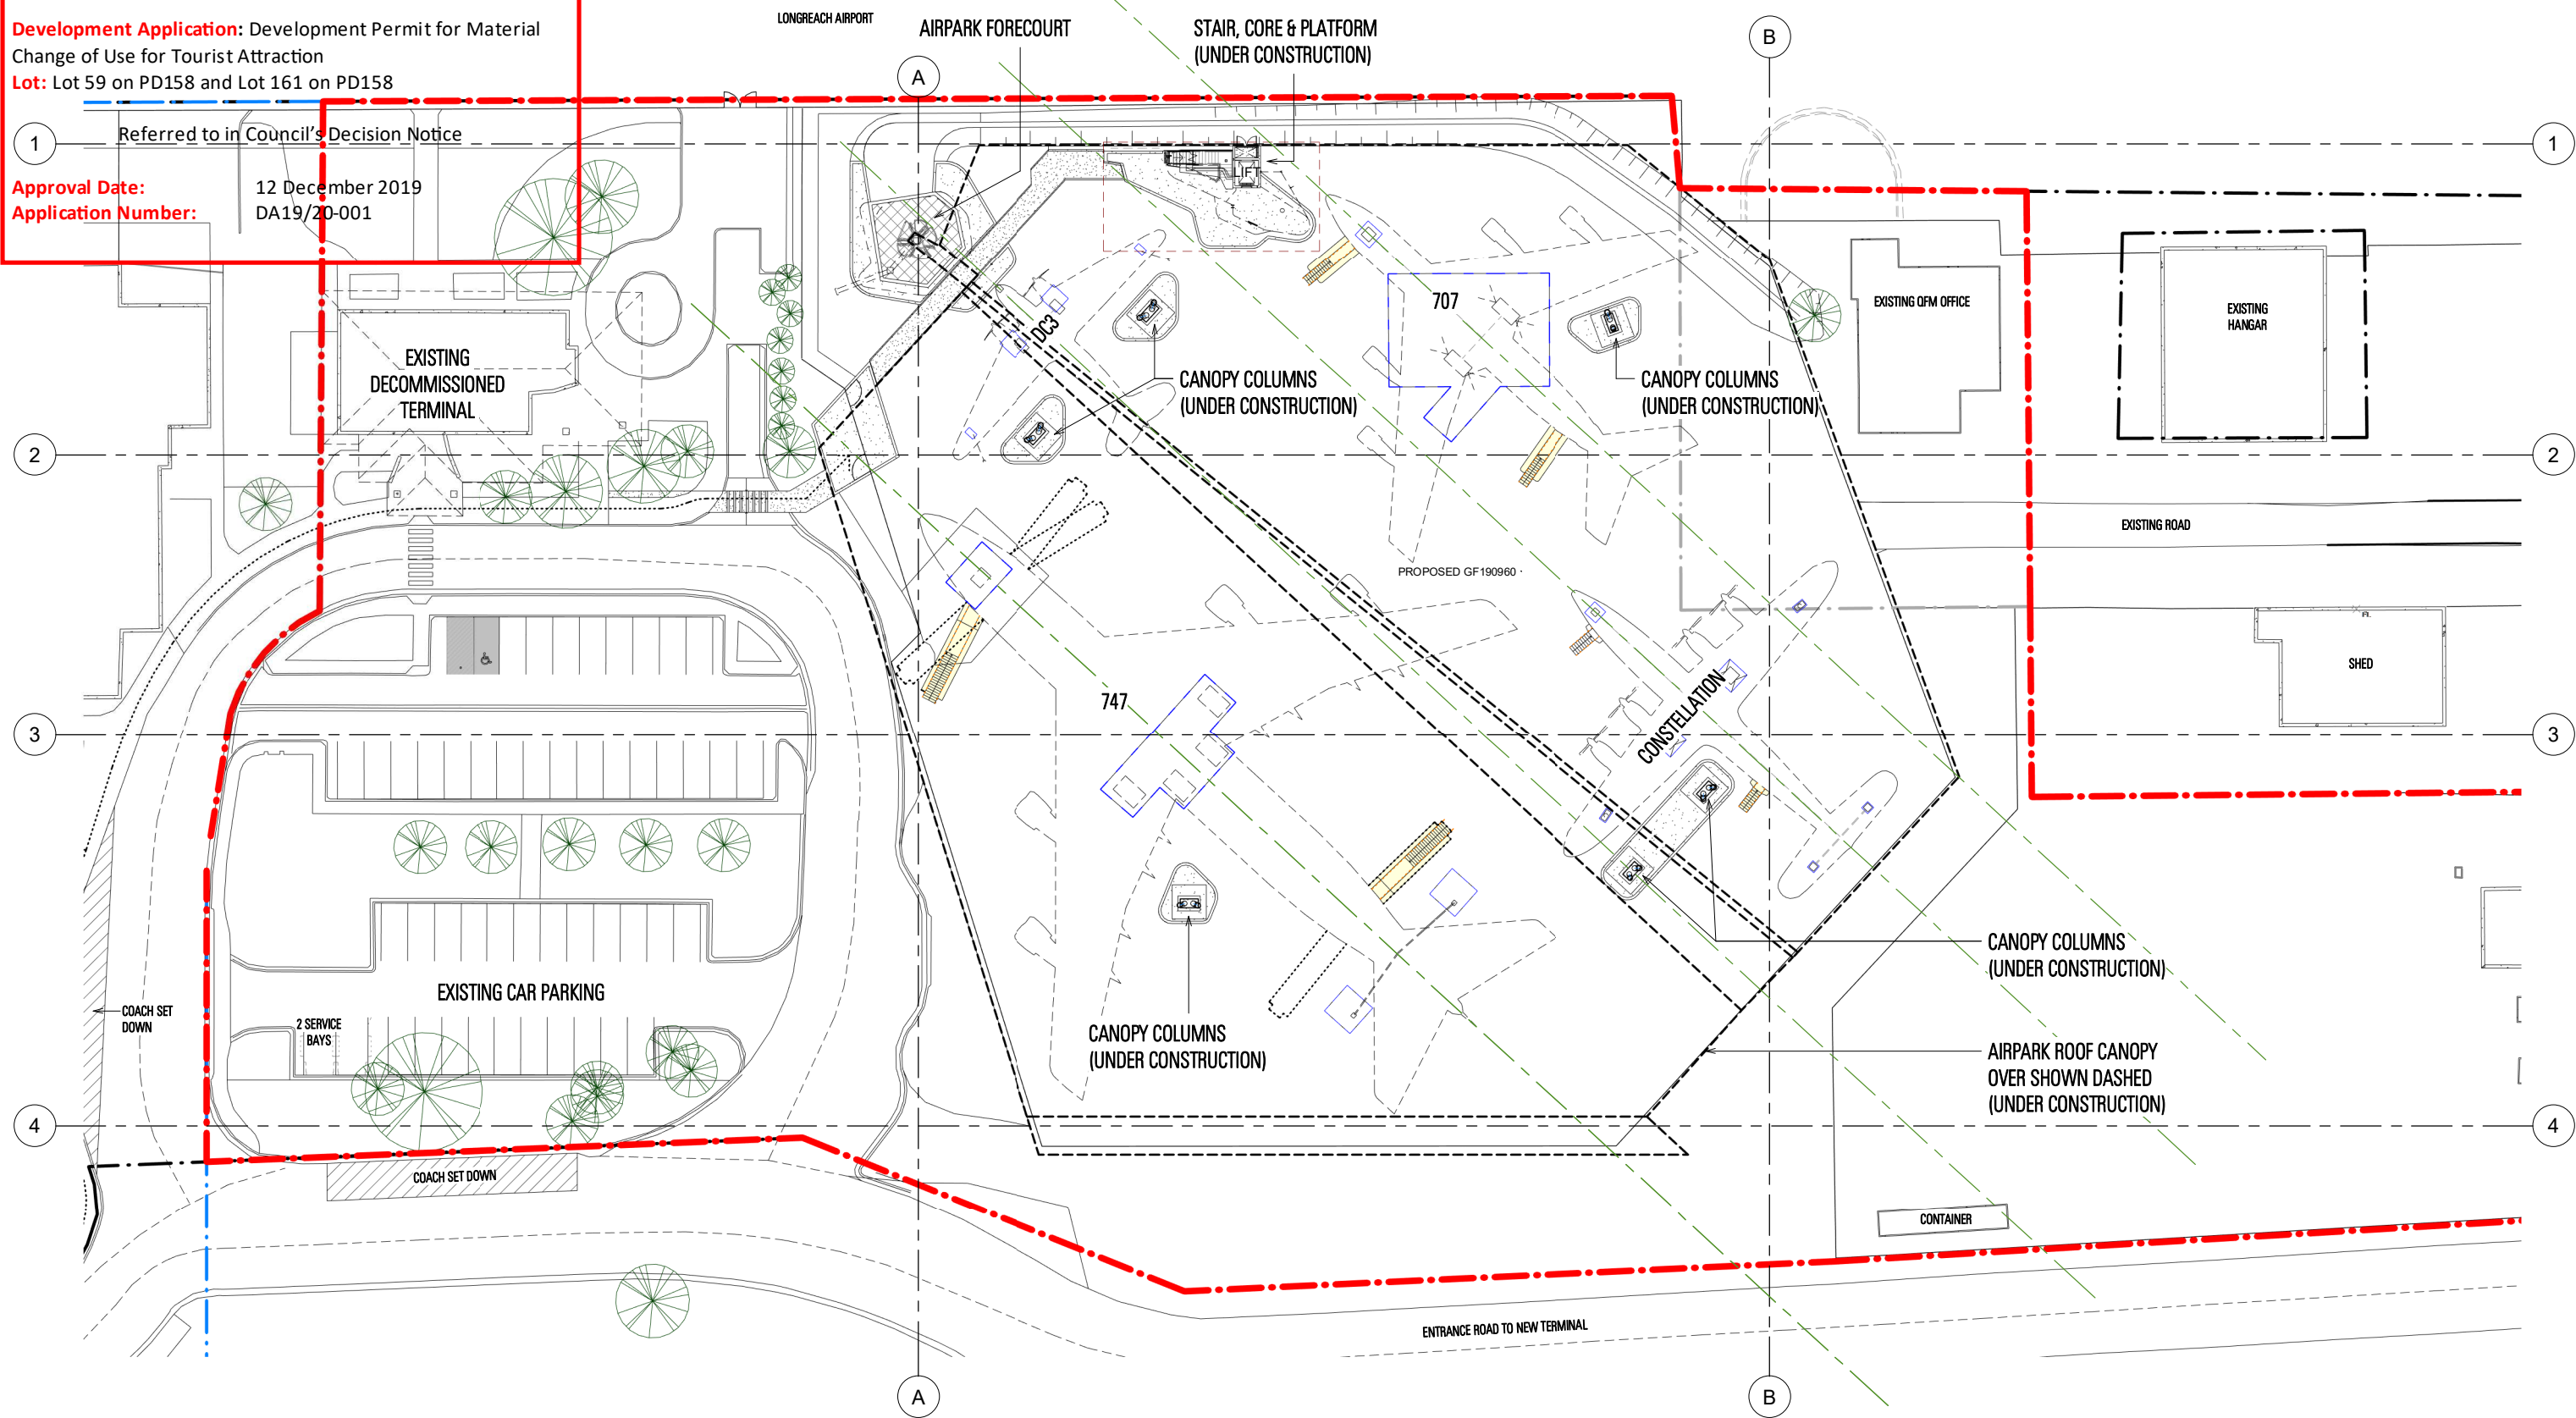 Development Application: Development Permit for Material
Change of Use for Tourist Attraction
Lot: Lot 59 on PD158 and Lot 161 on PD158
Referred to in Council's Decision Notice
Approval Date: 12 December 2019
Application Number: DA19/20-001
LONGREACH AIRPORT
AIRPARK FORECOURT
STAIR, CORE & PLATFORM
(UNDER CONSTRUCTION)
A
B
1
1
LIFT
707
DC3
EXISTING QFM OFFICE
EXISTING
HANGAR
EXISTING
DECOMMISSIONED
TERMINAL
CANOPY COLUMNS
(UNDER CONSTRUCTION)
CANOPY COLUMNS
(UNDER CONSTRUCTION)
2
2
EXISTING ROAD
PROPOSED GF190960
SHED
747
CONSTELLATION
3
3
CANOPY COLUMNS
(UNDER CONSTRUCTION)
EXISTING CAR PARKING
COACH SET
DOWN
2 SERVICE
BAYS
CANOPY COLUMNS
(UNDER CONSTRUCTION)
AIRPARK ROOF CANOPY
OVER SHOWN DASHED
(UNDER CONSTRUCTION)
4
4
COACH SET DOWN
CONTAINER
ENTRANCE ROAD TO NEW TERMINAL
A
B